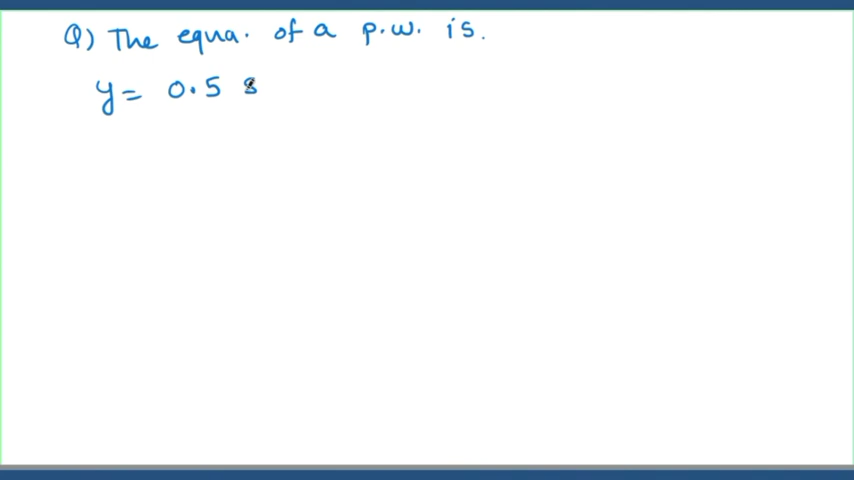 Q) The equa. of a p.w. is.
y = 0.5 s